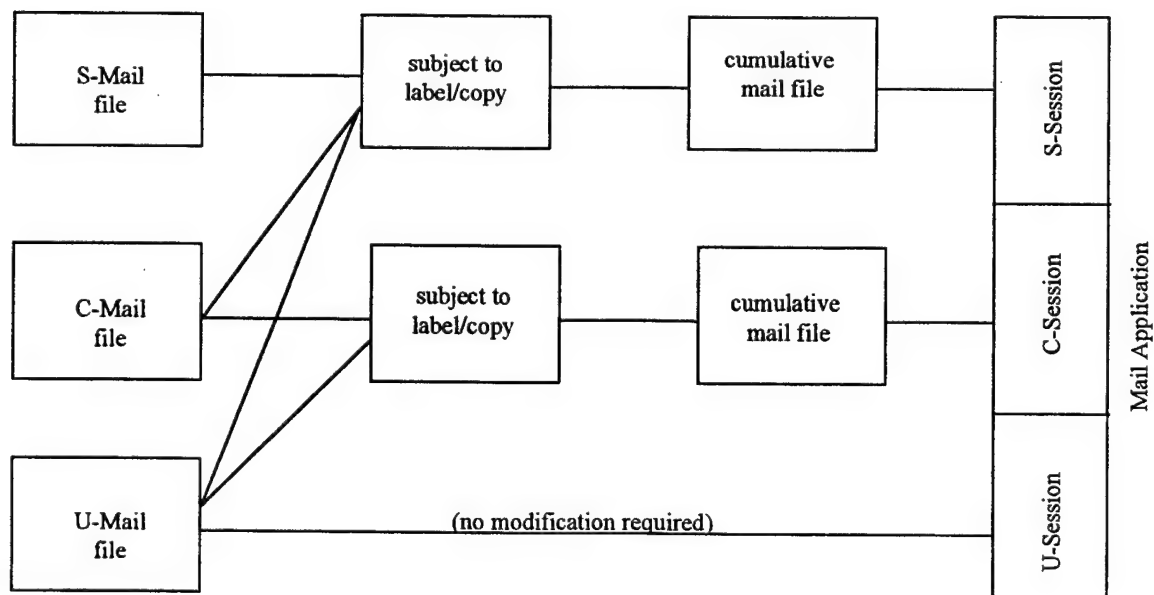 S-Mail
file
subject to
label/copy
cumulative
mail file
S-Session
C-Mail
file
subject to
label/copy
cumulative
mail file
C-Session
Mail Application
U-Mail
file
(no modification required)
U-Session